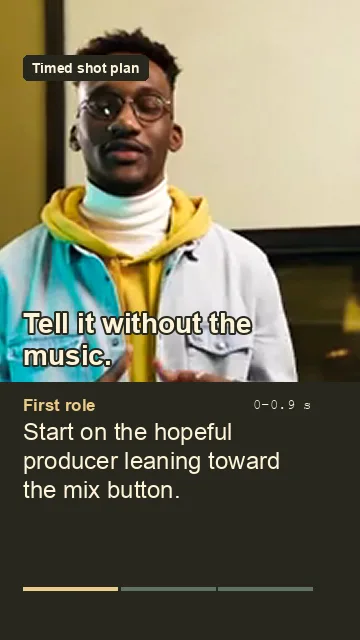 Timed shot plan
Tell it without the
music.
First role
0–0.9 s
Start on the hopeful
producer leaning toward
the mix button.